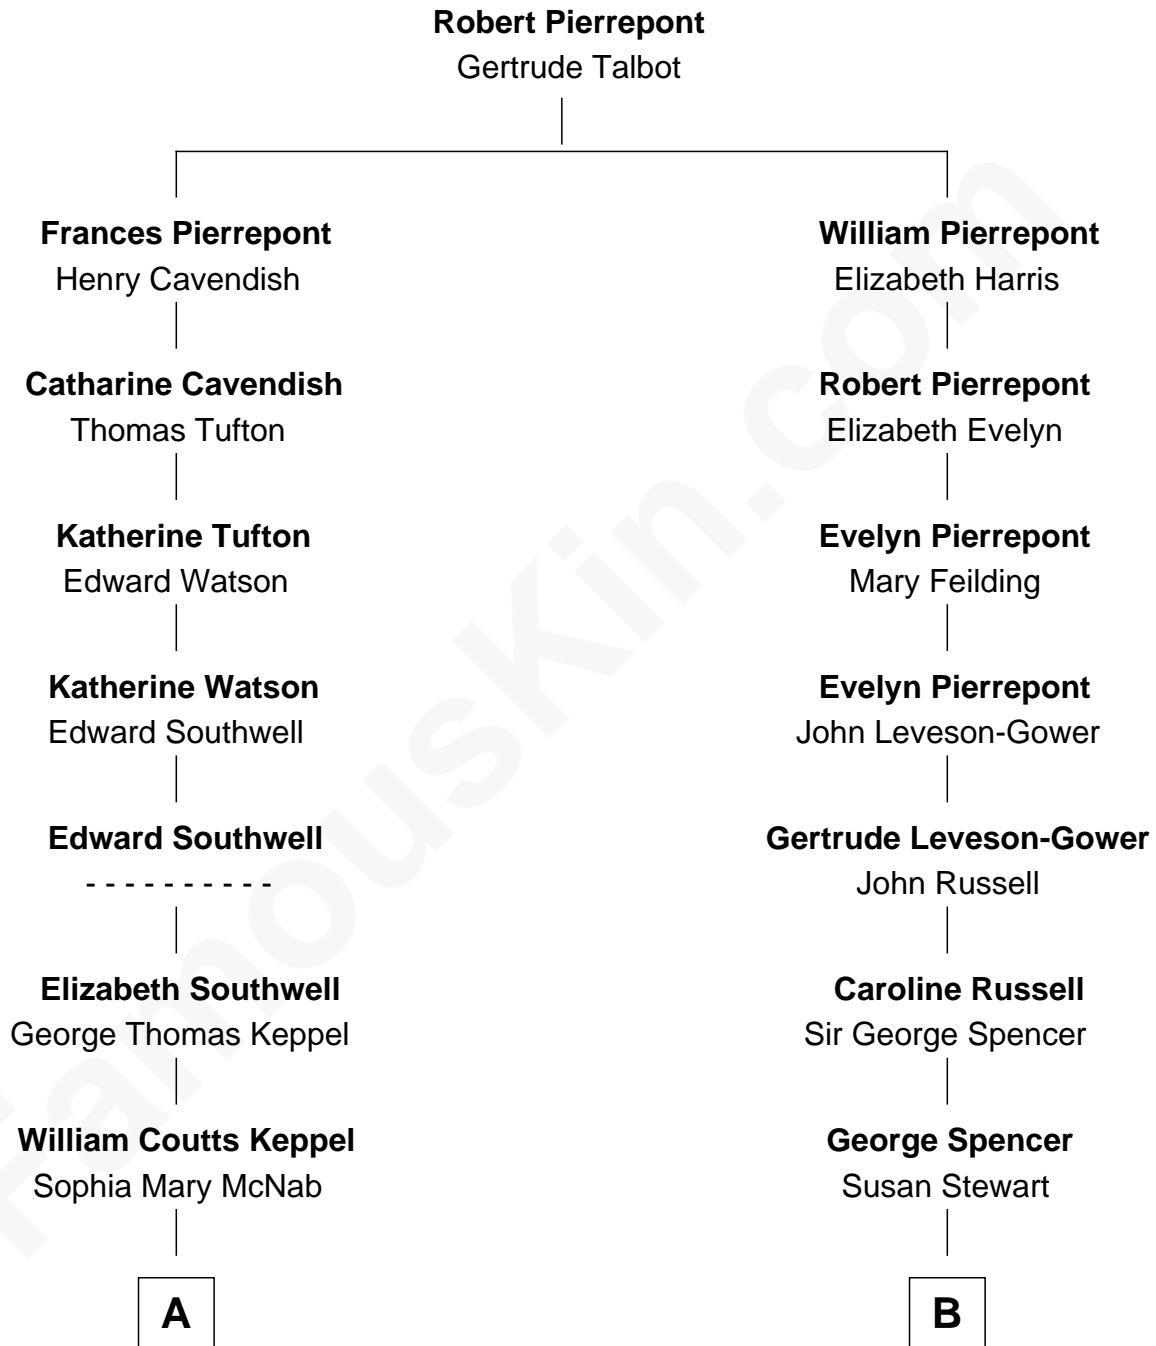 Robert Pierrepont
Gertrude Talbot
Frances Pierrepont
Henry Cavendish
William Pierrepont
Elizabeth Harris
Catharine Cavendish
Thomas Tufton
Robert Pierrepont
Elizabeth Evelyn
Katherine Tufton
Edward Watson
Evelyn Pierrepont
Mary Feilding
Katherine Watson
Edward Southwell
Evelyn Pierrepont
John Leveson-Gower
Edward Southwell
- - - - - - - - - -
Gertrude Leveson-Gower
John Russell
Elizabeth Southwell
George Thomas Keppel
Caroline Russell
Sir George Spencer
William Coutts Keppel
Sophia Mary McNab
George Spencer
Susan Stewart
A
B
FamousKin.com